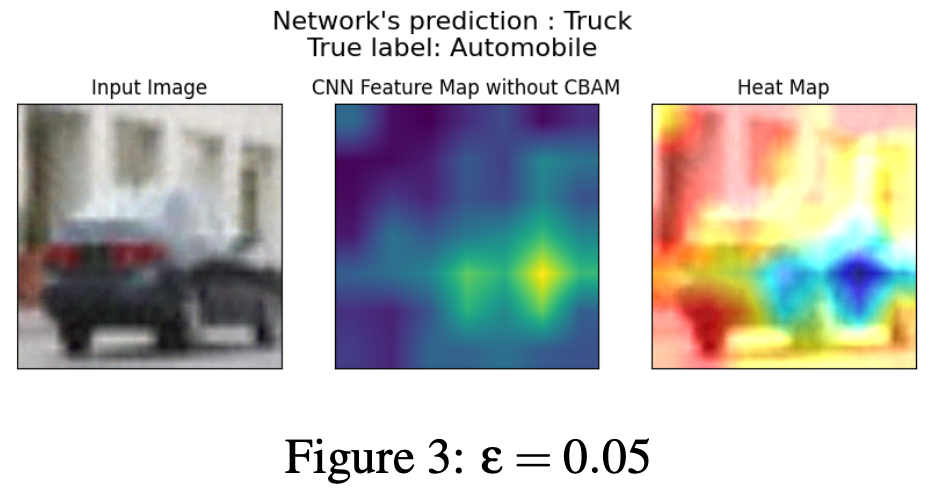 Network's prediction : Truck
True label: Automobile
Input Image
CNN Feature Map without CBAM
Heat Map
Figure 3: ε = 0.05